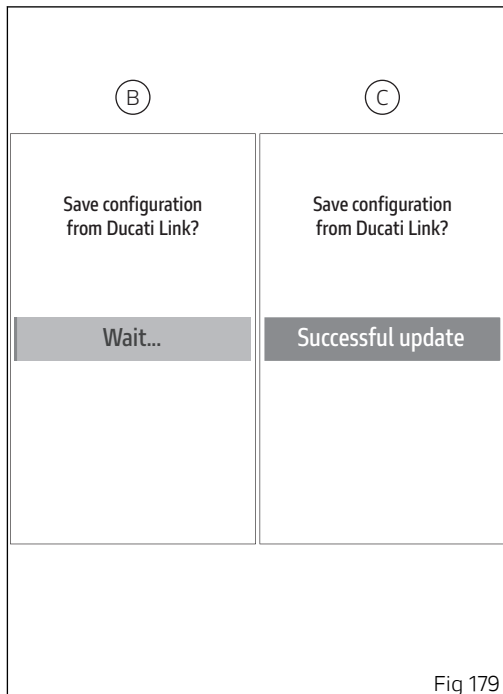 B
C
Save configuration
from Ducati Link?
Wait...
Save configuration
from Ducati Link?
Successful update
Fig 179